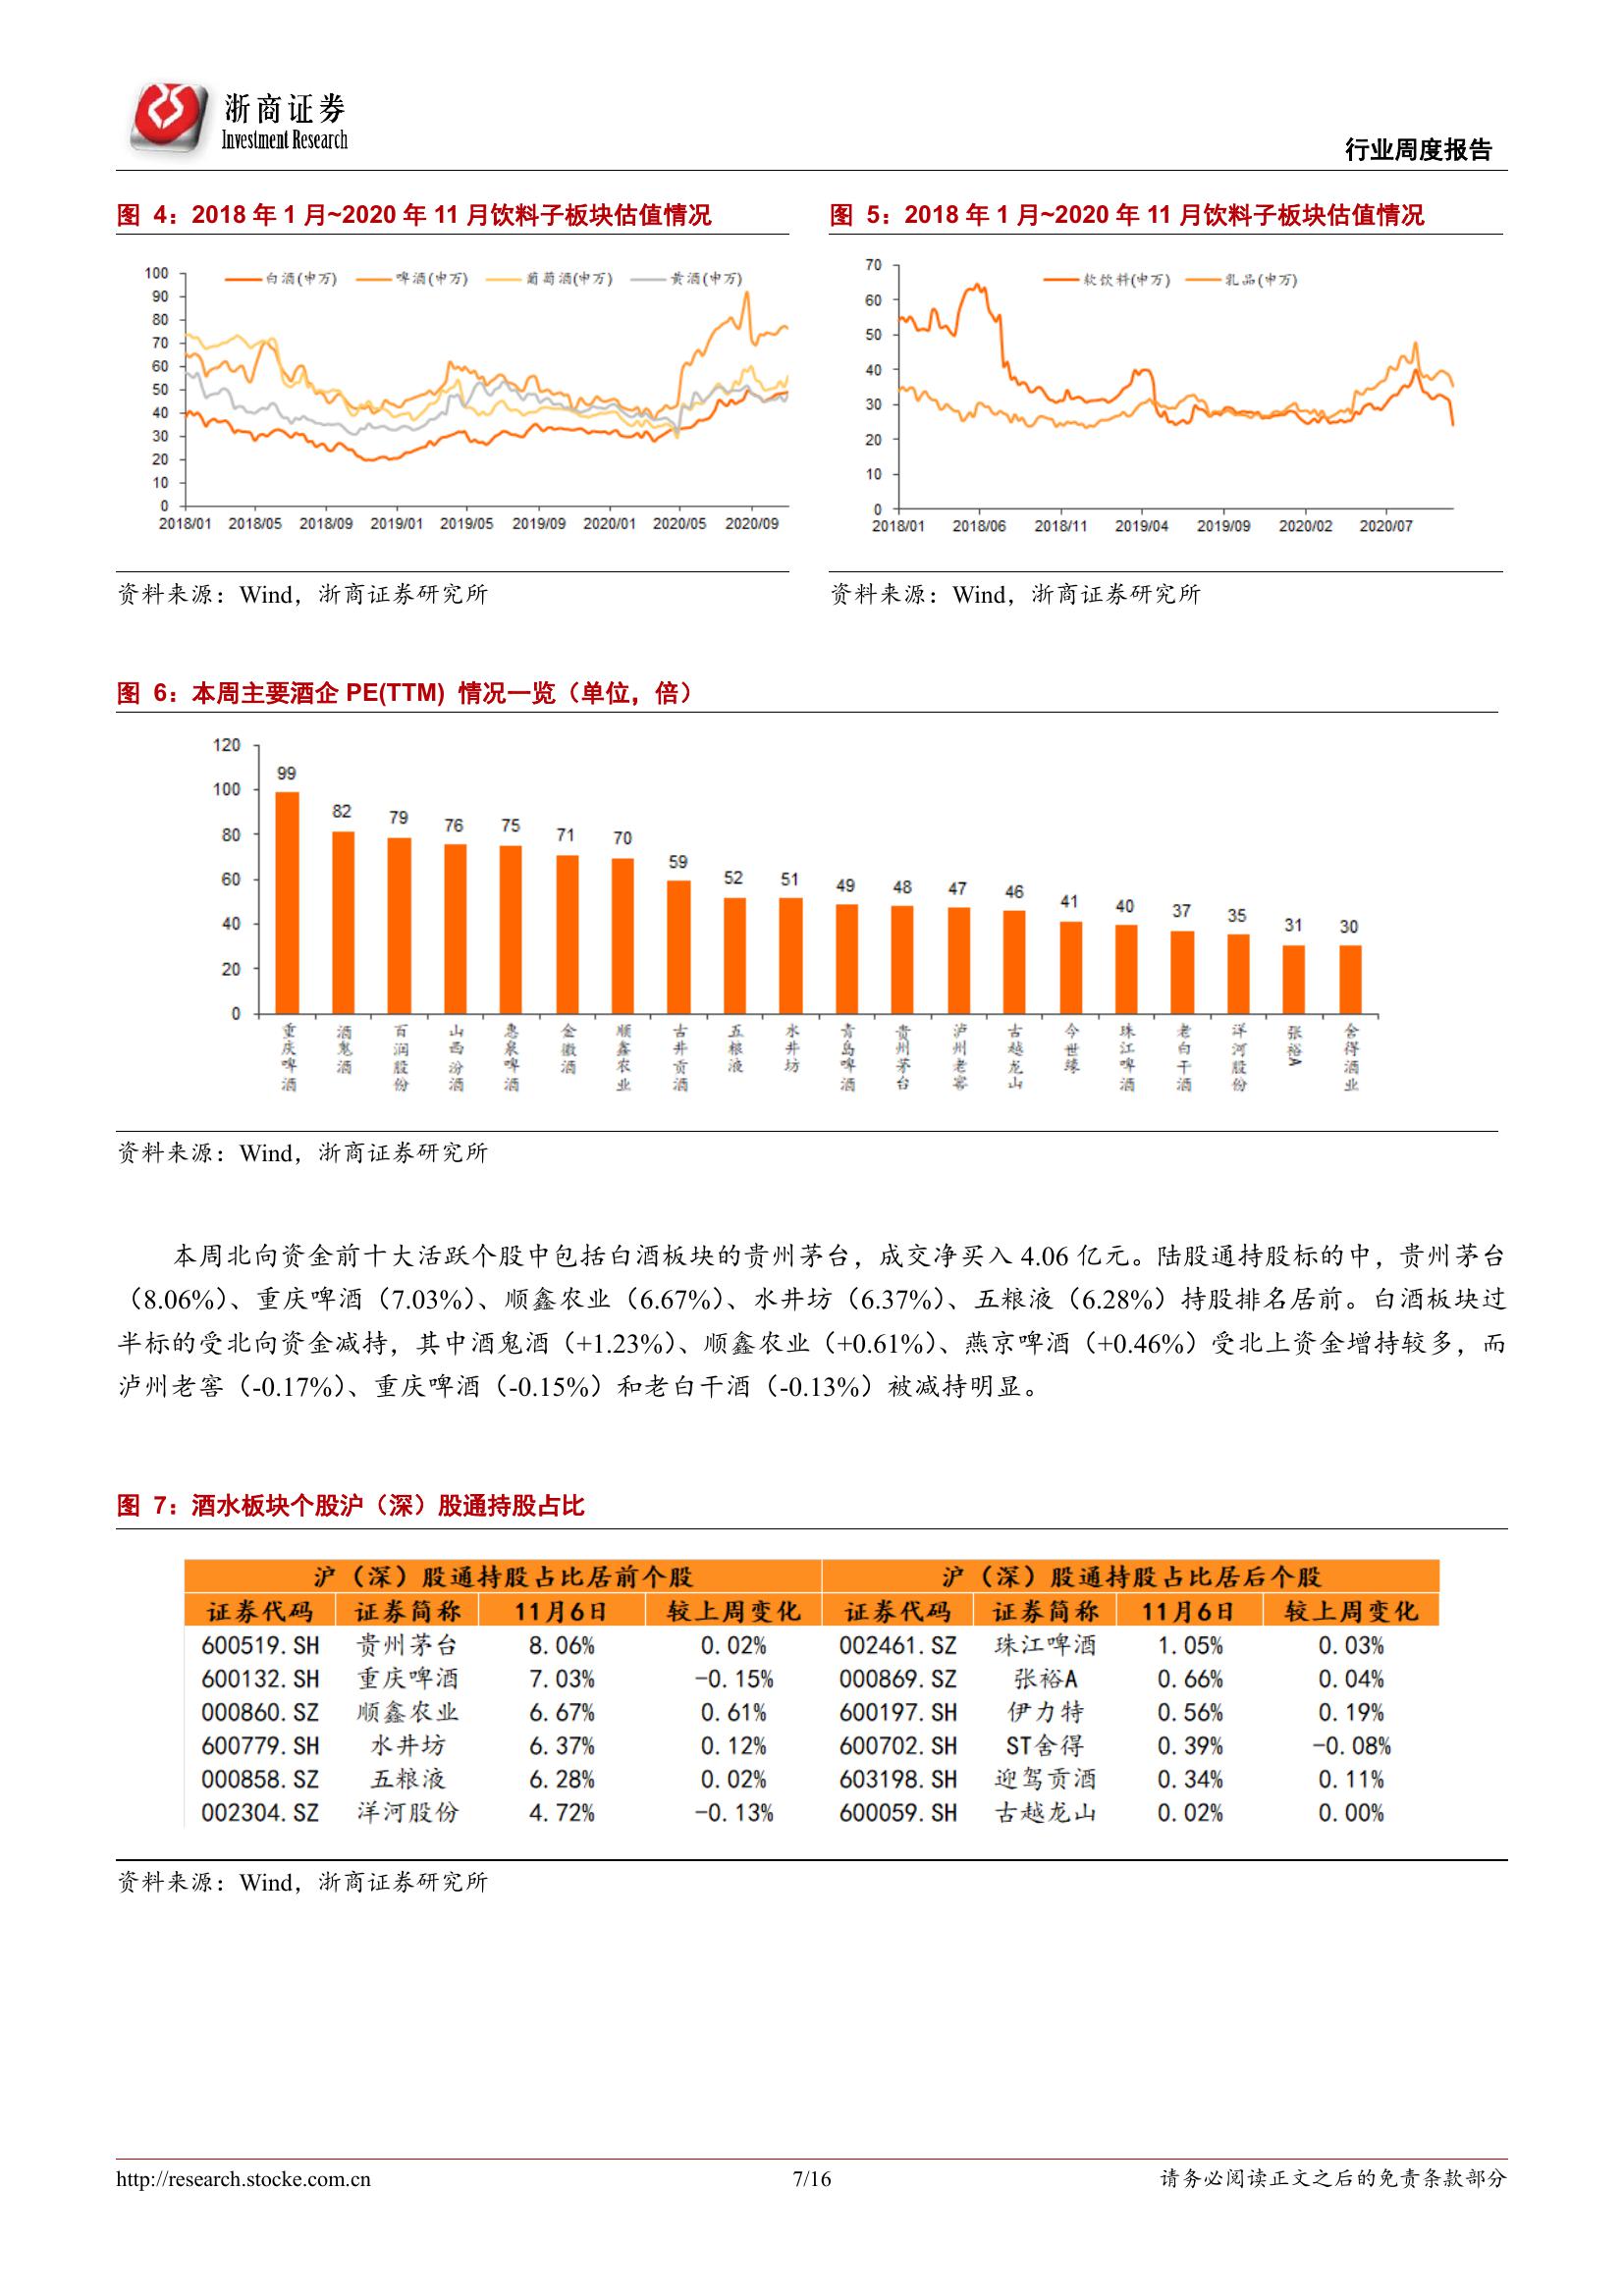 浙商证券
Investment Research
行业周度报告
图 4：2018 年 1 月~2020 年 11 月饮料子板块估值情况
白酒(申万) 啤酒(申万) 葡萄酒(申万) 黄酒(申万)
100
90
80
70
60
50
40
30
20
10
0
2018/01 2018/05 2018/09 2019/01 2019/05 2019/09 2020/01 2020/05 2020/09
资料来源：Wind，浙商证券研究所
图 5：2018 年 1 月~2020 年 11 月饮料子板块估值情况
软饮料(申万) 乳品(申万)
70
60
50
40
30
20
10
0
2018/01 2018/06 2018/11 2019/04 2019/09 2020/02 2020/07
资料来源：Wind，浙商证券研究所
图 6：本周主要酒企 PE(TTM) 情况一览（单位，倍）
120
100
80
60
40
20
0
99 82 79 76 75 71 70 59 52 51 49 48 47 46 41 40 37 35 31 30
重庆啤酒 酒鬼酒 百润股份 山西汾酒 惠泉啤酒 金徽酒 顺鑫农业 古井贡酒 五粮液 水井坊 青岛啤酒 贵州茅台 泸州老窖 古越龙山 今世缘 珠江啤酒 老白干酒 洋河股份 张裕A 舍得酒业
资料来源：Wind，浙商证券研究所
本周北向资金前十大活跃个股中包括白酒板块的贵州茅台，成交净买入 4.06 亿元。陆股通持股标的中，贵州茅台
（8.06%）、重庆啤酒（7.03%）、顺鑫农业（6.67%）、水井坊（6.37%）、五粮液（6.28%）持股排名居前。白酒板块过
半标的受北向资金减持，其中酒鬼酒（+1.23%）、顺鑫农业（+0.61%）、燕京啤酒（+0.46%）受北上资金增持较多，而
泸州老窖（-0.17%）、重庆啤酒（-0.15%）和老白干酒（-0.13%）被减持明显。
图 7：酒水板块个股沪（深）股通持股占比
沪（深）股通持股占比居前个股 沪（深）股通持股占比居后个股
证券代码 证券简称 11月6日 较上周变化 证券代码 证券简称 11月6日 较上周变化
600519.SH 贵州茅台 8.06% 0.02% 002461.SZ 珠江啤酒 1.05% 0.03%
600132.SH 重庆啤酒 7.03% -0.15% 000869.SZ 张裕A 0.66% 0.04%
000860.SZ 顺鑫农业 6.67% 0.61% 600197.SH 伊力特 0.56% 0.19%
600779.SH 水井坊 6.37% 0.12% 600702.SH ST舍得 0.39% -0.08%
000858.SZ 五粮液 6.28% 0.02% 603198.SH 迎驾贡酒 0.34% 0.11%
002304.SZ 洋河股份 4.72% -0.13% 600059.SH 古越龙山 0.02% 0.00%
资料来源：Wind，浙商证券研究所
http://research.stocke.com.cn 7/16 请务必阅读正文之后的免责条款部分